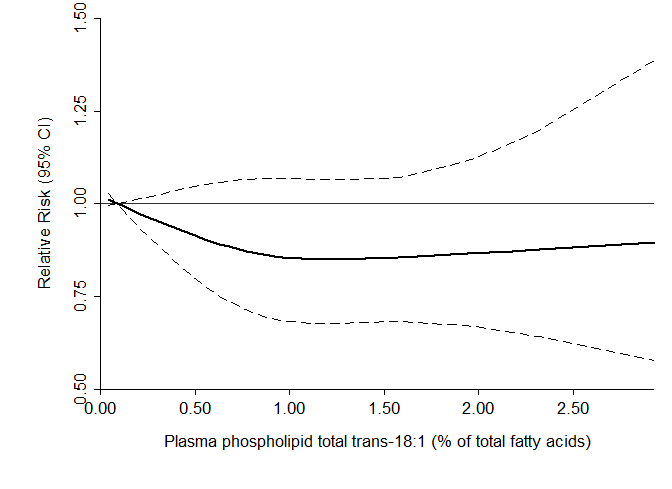 1.50
1.25
1.00
0.75
0.50
Relative Risk (95% CI)
0.00 0.50 1.00 1.50 2.00 2.50
Plasma phospholipid total trans-18:1 (% of total fatty acids)